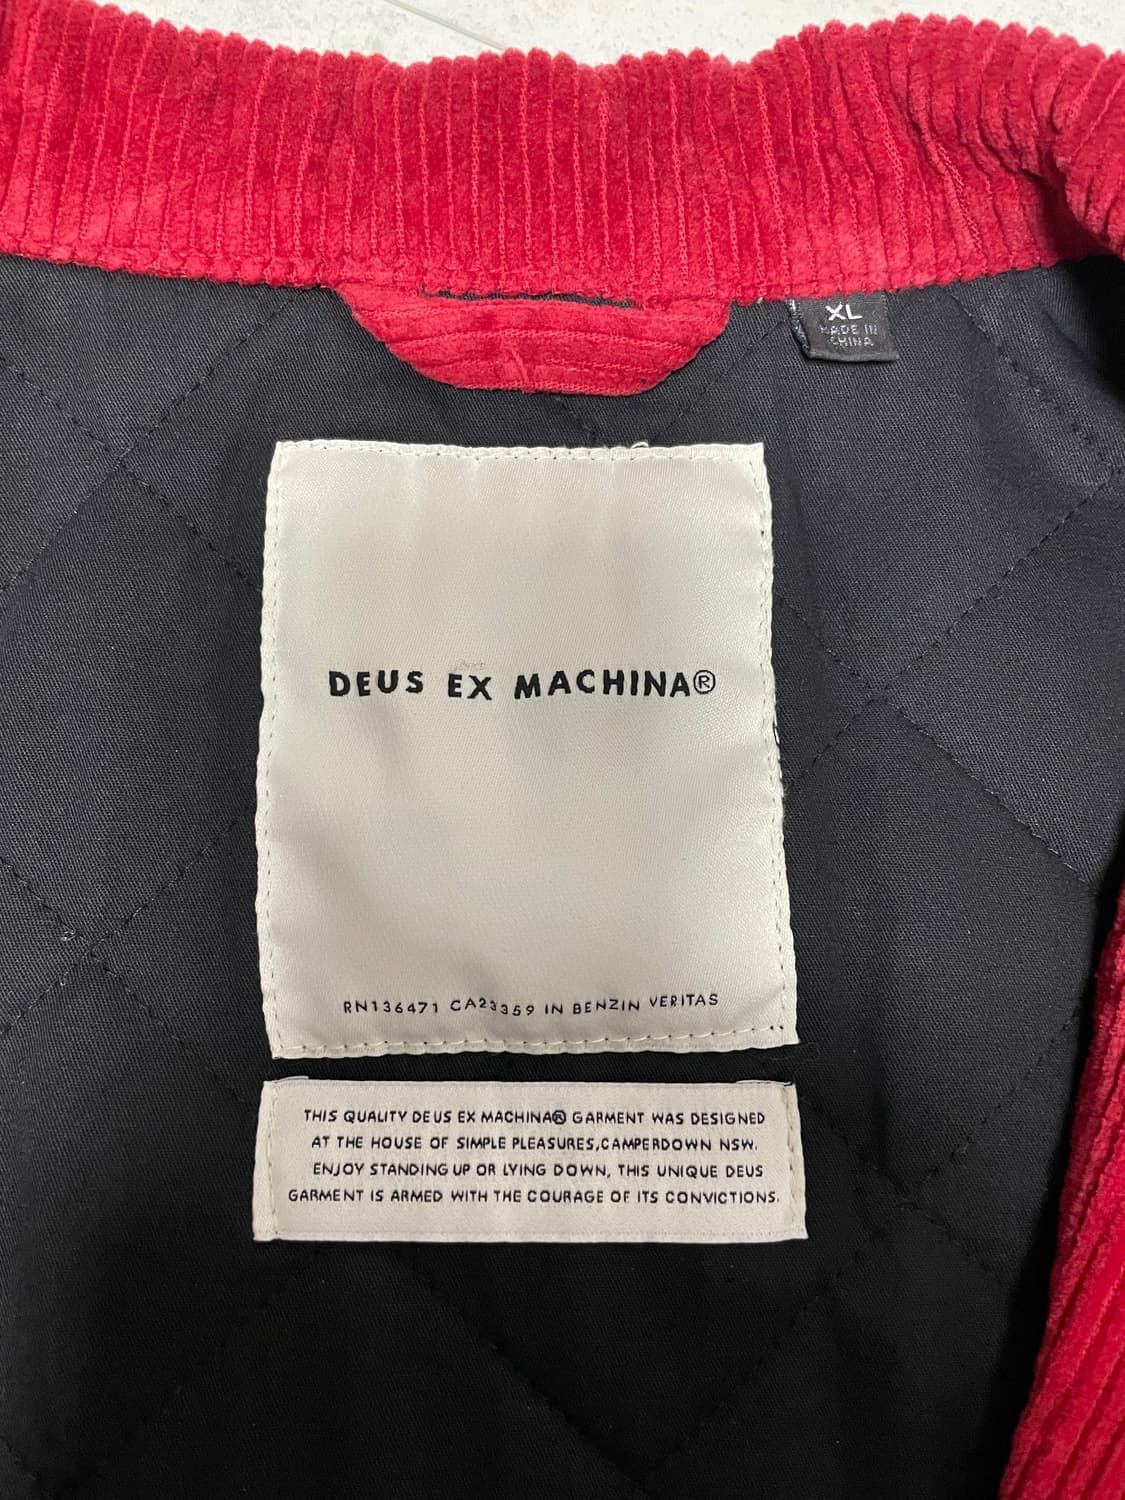 XL
MADE IN
CHINA
DEUS EX MACHINA®
RN136471 CA23359 IN BENZIN VERITAS
THIS QUALITY DEUS EX MACHINA® GARMENT WAS DESIGNED
AT THE HOUSE OF SIMPLE PLEASURES,CAMPERDOWN NSW.
ENJOY STANDING UP OR LYING DOWN, THIS UNIQUE DEUS
GARMENT IS ARMED WITH THE COURAGE OF ITS CONVICTIONS.